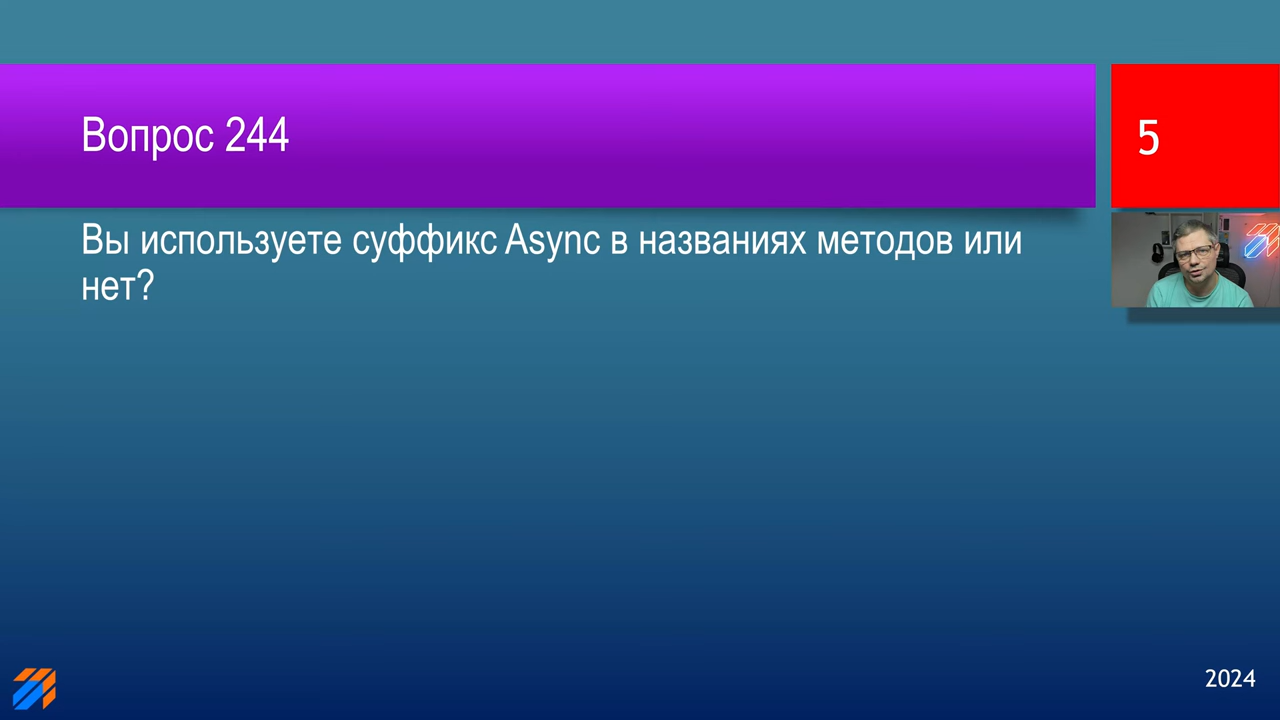 Вопрос 244
5
Вы используете суффикс Async в названиях методов или
нет?
2024